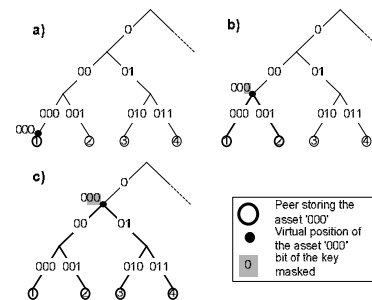 a)
0
00 01
000 001 010 011
000
1 2 3 4
b)
0
000
00 01
000 001 010 011
1 2 3 4
c)
0
000
00 01
000 001 010 011
1 2 3 4
Peer storing the
asset '000'
Virtual position of
the asset '000'
0 bit of the key
masked